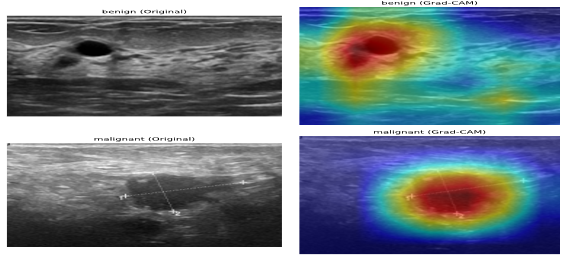 benign (Original)
benign (Grad-CAM)
malignant (Original)
malignant (Grad-CAM)